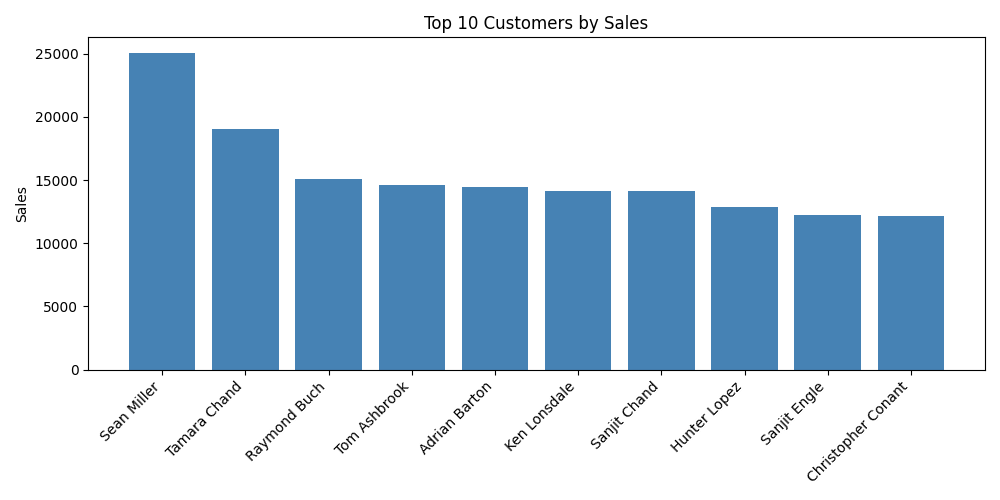 Top 10 Customers by Sales
Sales
25000
20000
15000
10000
5000
0
Sean Miller
Tamara Chand
Raymond Buch
Tom Ashbrook
Adrian Barton
Ken Lonsdale
Sanjit Chand
Hunter Lopez
Sanjit Engle
Christopher Conant